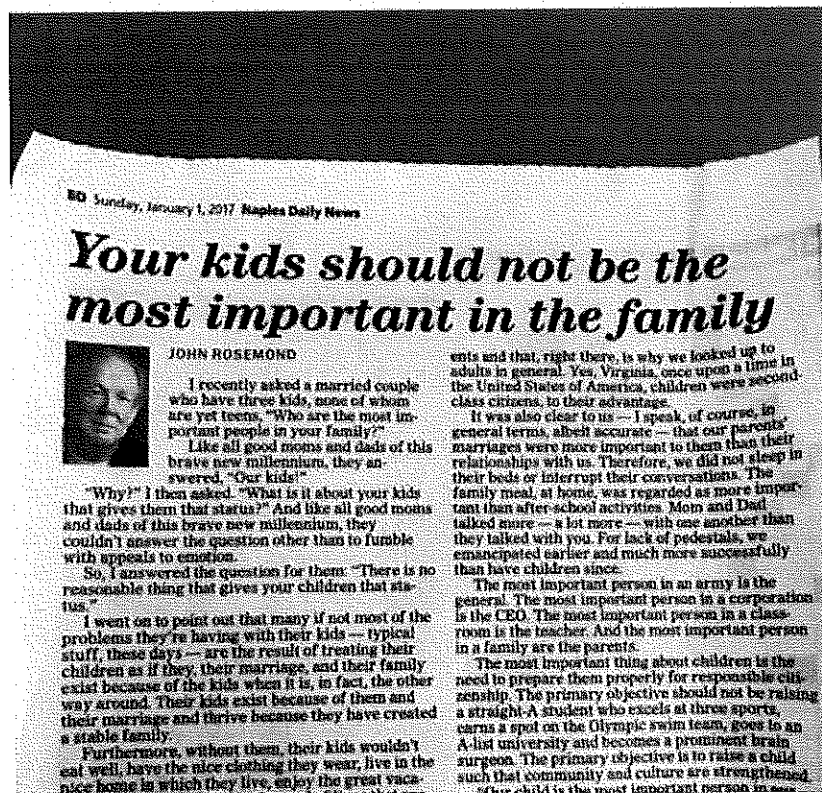 8D Sunday, January 1, 2017 Naples Daily News
Your kids should not be the
most important in the family
JOHN ROSEMOND
I recently asked a married couple
who have three kids, none of whom
are yet teens, "Who are the most im-
portant people in your family?"
Like all good moms and dads of this
brave new millennium, they an-
swered, "Our kids!"
"Why?" I then asked. "What is it about your kids
that gives them that status?" And like all good moms
and dads of this brave new millennium, they
couldn't answer the question other than to fumble
with appeals to emotion.
So, I answered the question for them: "There is no
reasonable thing that gives your children that sta-
tus."
I went on to point out that many if not most of the
problems they're having with their kids — typical
stuff, these days — are the result of treating their
children as if they, their marriage, and their family
exist because of the kids when it is, in fact, the other
way around. Their kids exist because of them and
their marriage and thrive because they have created
a stable family.
Furthermore, without them, their kids wouldn't
eat well, have the nice clothing they wear, live in the
nice home in which they live, enjoy the great vaca-
ents and that, right there, is why we looked up to
adults in general. Yes, Virginia, once upon a time in
the United States of America, children were second-
class citizens, to their advantage.
It was also clear to us — I speak, of course, in
general terms, albeit accurate — that our parents'
marriages were more important to them than their
relationships with us. Therefore, we did not sleep in
their beds or interrupt their conversations. The
family meal, at home, was regarded as more impor-
tant than after-school activities. Mom and Dad
talked more — a lot more — with one another than
they talked with you. For lack of pedestals, we
emancipated earlier and much more successfully
than have children since.
The most important person in an army is the
general. The most important person in a corporation
is the CEO. The most important person in a class-
room is the teacher. And the most important person
in a family are the parents.
The most important thing about children is the
need to prepare them properly for responsible citi-
zenship. The primary objective should not be raising
a straight-A student who excels at three sports,
earns a spot on the Olympic swim team, goes to an
A-list university and becomes a prominent brain
surgeon. The primary objective is to raise a child
such that community and culture are strengthened.
"Our child is the most important person in our